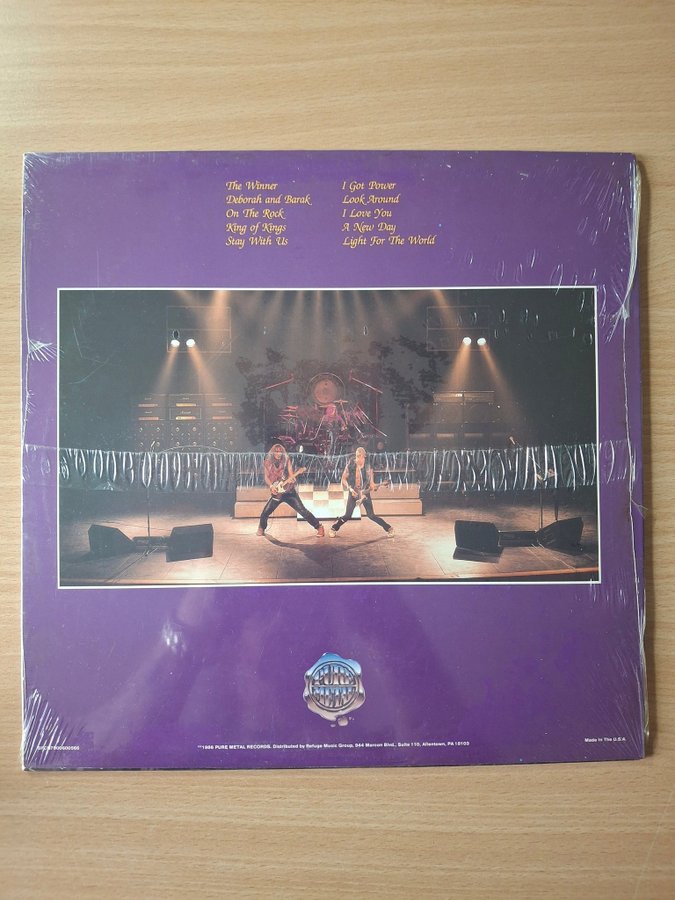 The Winner
Deborah and Barak
On The Rock
King of Kings
Stay With Us
I Got Power
Look Around
I Love You
A New Day
Light For The World
PURE
METAL
1986 PURE METAL RECORDS. Distributed by Refuge Music Group, 944 Marcon Blvd., Suite 110, Allentown, PA 18103
Made In The U.S.A.